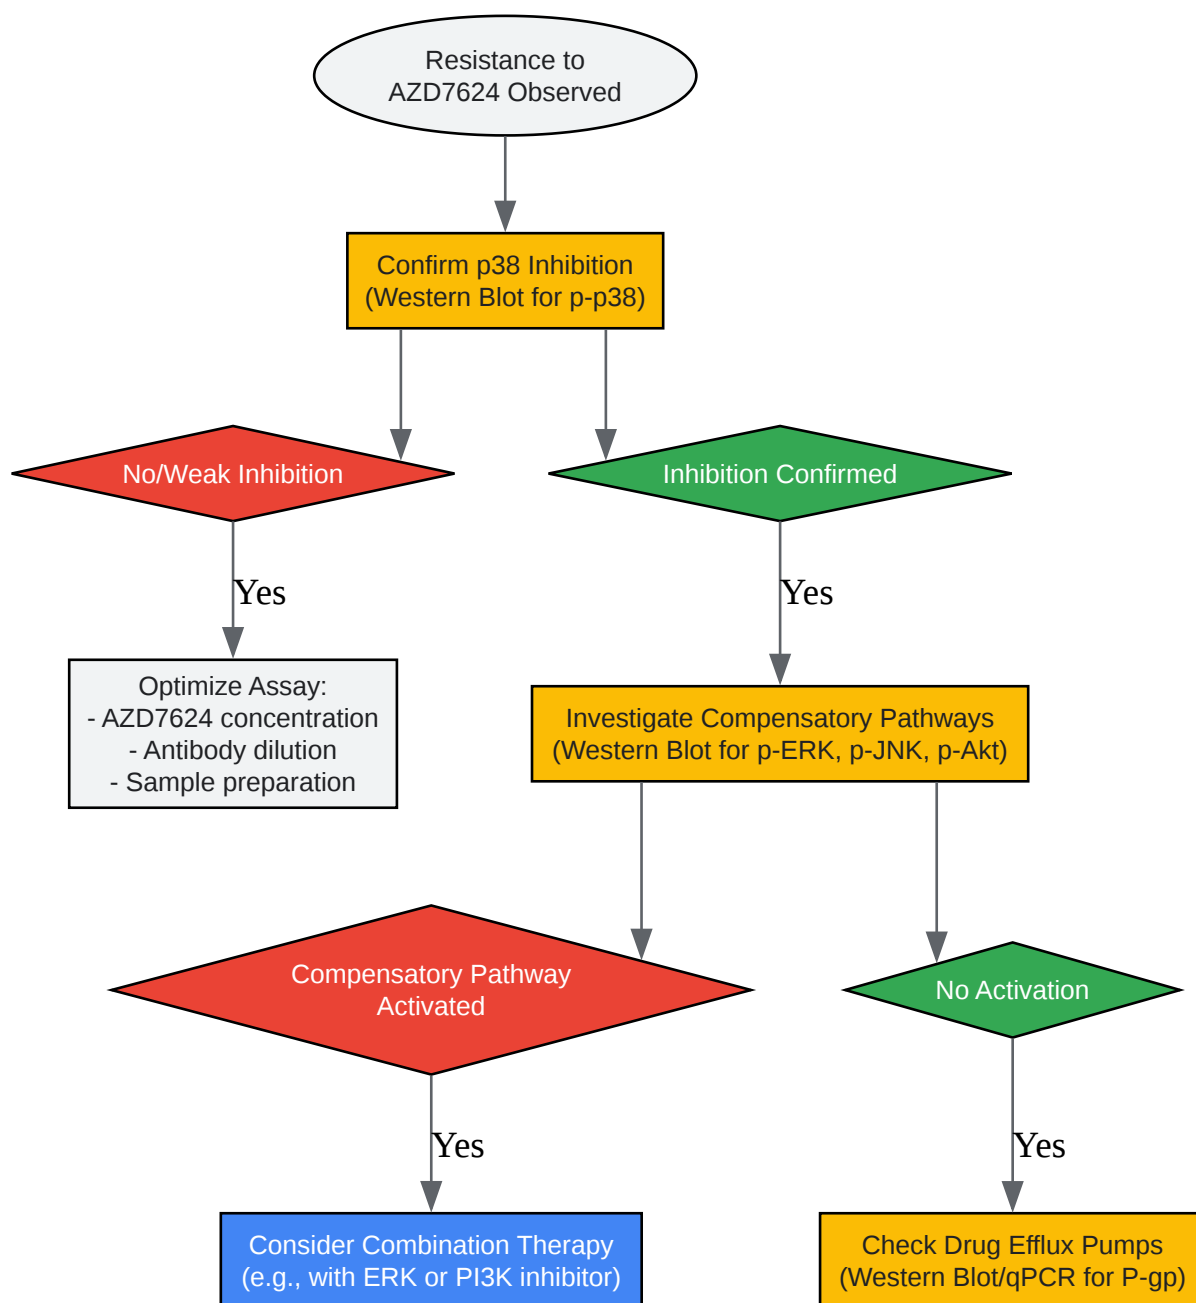 Resistance to
AZD7624 Observed
Confirm p38 Inhibition
(Western Blot for p-p38)
No/Weak Inhibition
Inhibition Confirmed
Yes
Yes
Optimize Assay:
- AZD7624 concentration
- Antibody dilution
- Sample preparation
Investigate Compensatory Pathways
(Western Blot for p-ERK, p-JNK, p-Akt)
Compensatory Pathway
Activated
No Activation
Yes
Yes
Consider Combination Therapy
(e.g., with ERK or PI3K inhibitor)
Check Drug Efflux Pumps
(Western Blot/qPCR for P-gp)